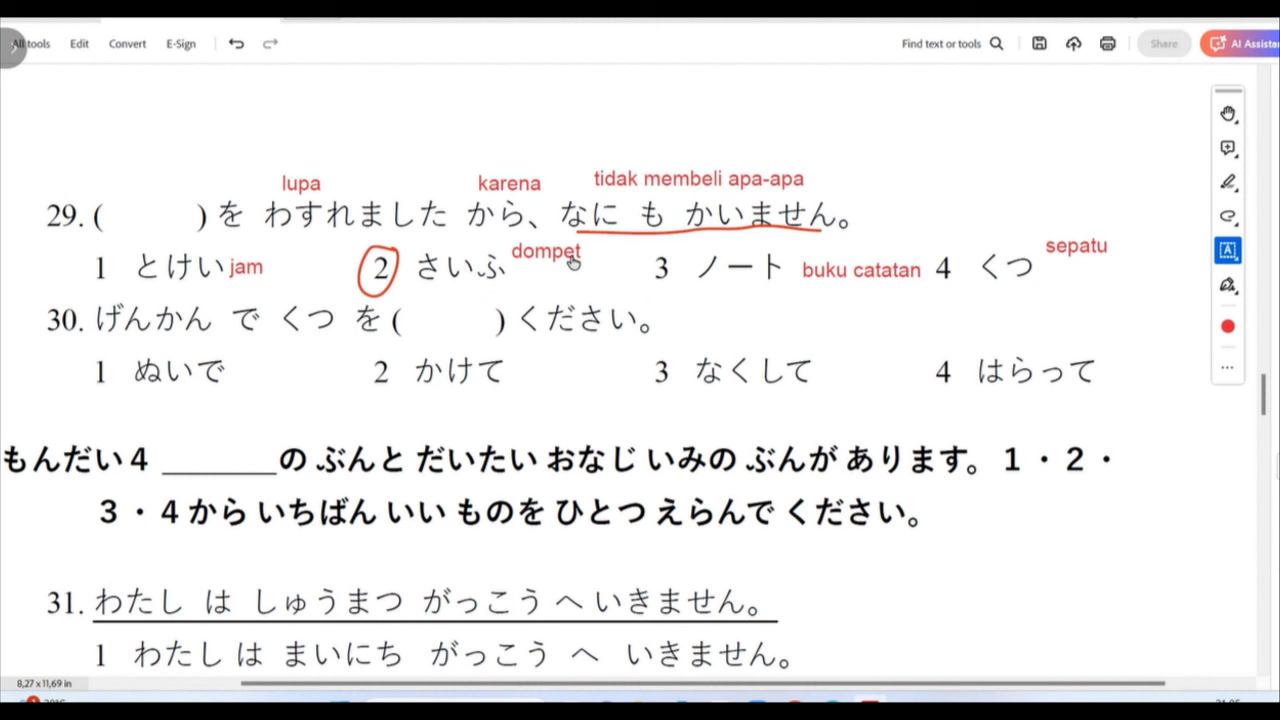 All tools Edit Convert E-Sign Find text or tools Share AI Assista
lupa karena tidak membeli apa-apa
29. ( ) を わすれました から、なに も かいません。
1 とけい jam 2 さいふ dompet 3 ノート buku catatan 4 くつ sepatu
30. げんかん で くつ を ( ) ください。
1 ぬいで 2 かけて 3 なくして 4 はらって
もんだい４ ________の ぶんと だいたい おなじ いみの ぶんが あります。１・２・
３・４から いちばん いい ものを ひとつ えらんで ください。
31. わたし は しゅうまつ がっこう へ いきません。
1 わたし は まいにち がっこう へ いきません。
8,27 x 11,69 in